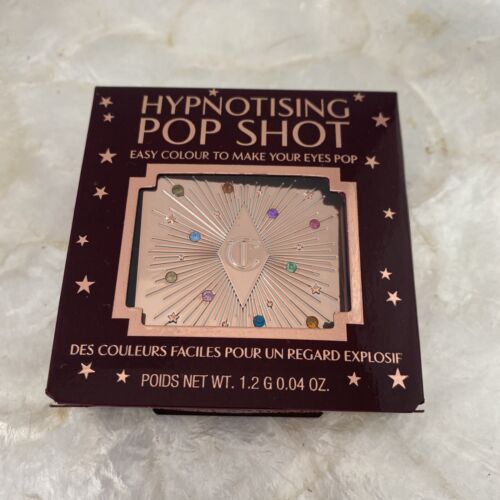 HYPNOTISING
POP SHOT
EASY COLOUR TO MAKE YOUR EYES POP
CT
DES COULEURS FACILES POUR UN REGARD EXPLOSIF
POIDS NET WT. 1.2 G 0.04 OZ.